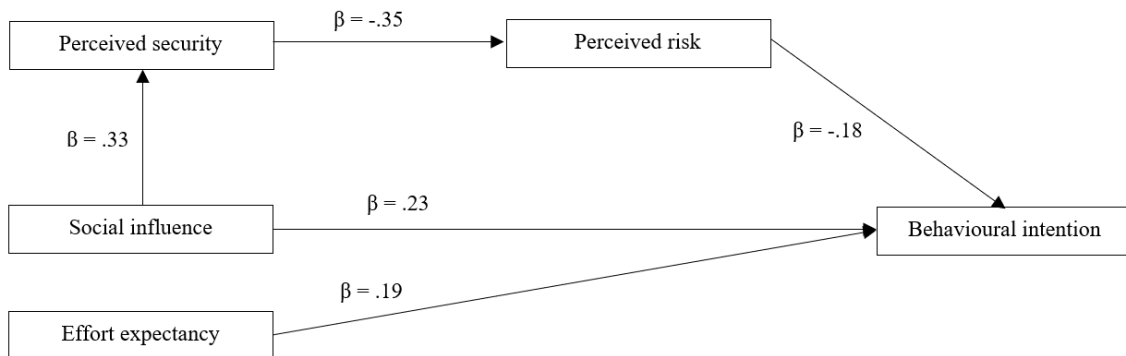 β = -.35
Perceived security
Perceived risk
β = .33
β = -.18
β = .23
Social influence
Behavioural intention
β = .19
Effort expectancy